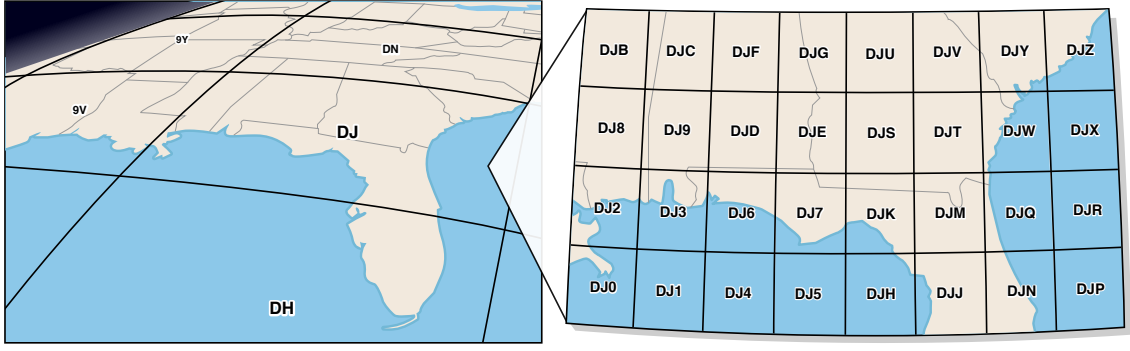 9Y
DN
9V
DJ
DH
DJB DJC DJF DJG DJU DJV DJY DJZ
DJ8 DJ9 DJD DJE DJS DJT DJW DJX
DJ2 DJ3 DJ6 DJ7 DJK DJM DJQ DJR
DJ0 DJ1 DJ4 DJ5 DJH DJJ DJN DJP